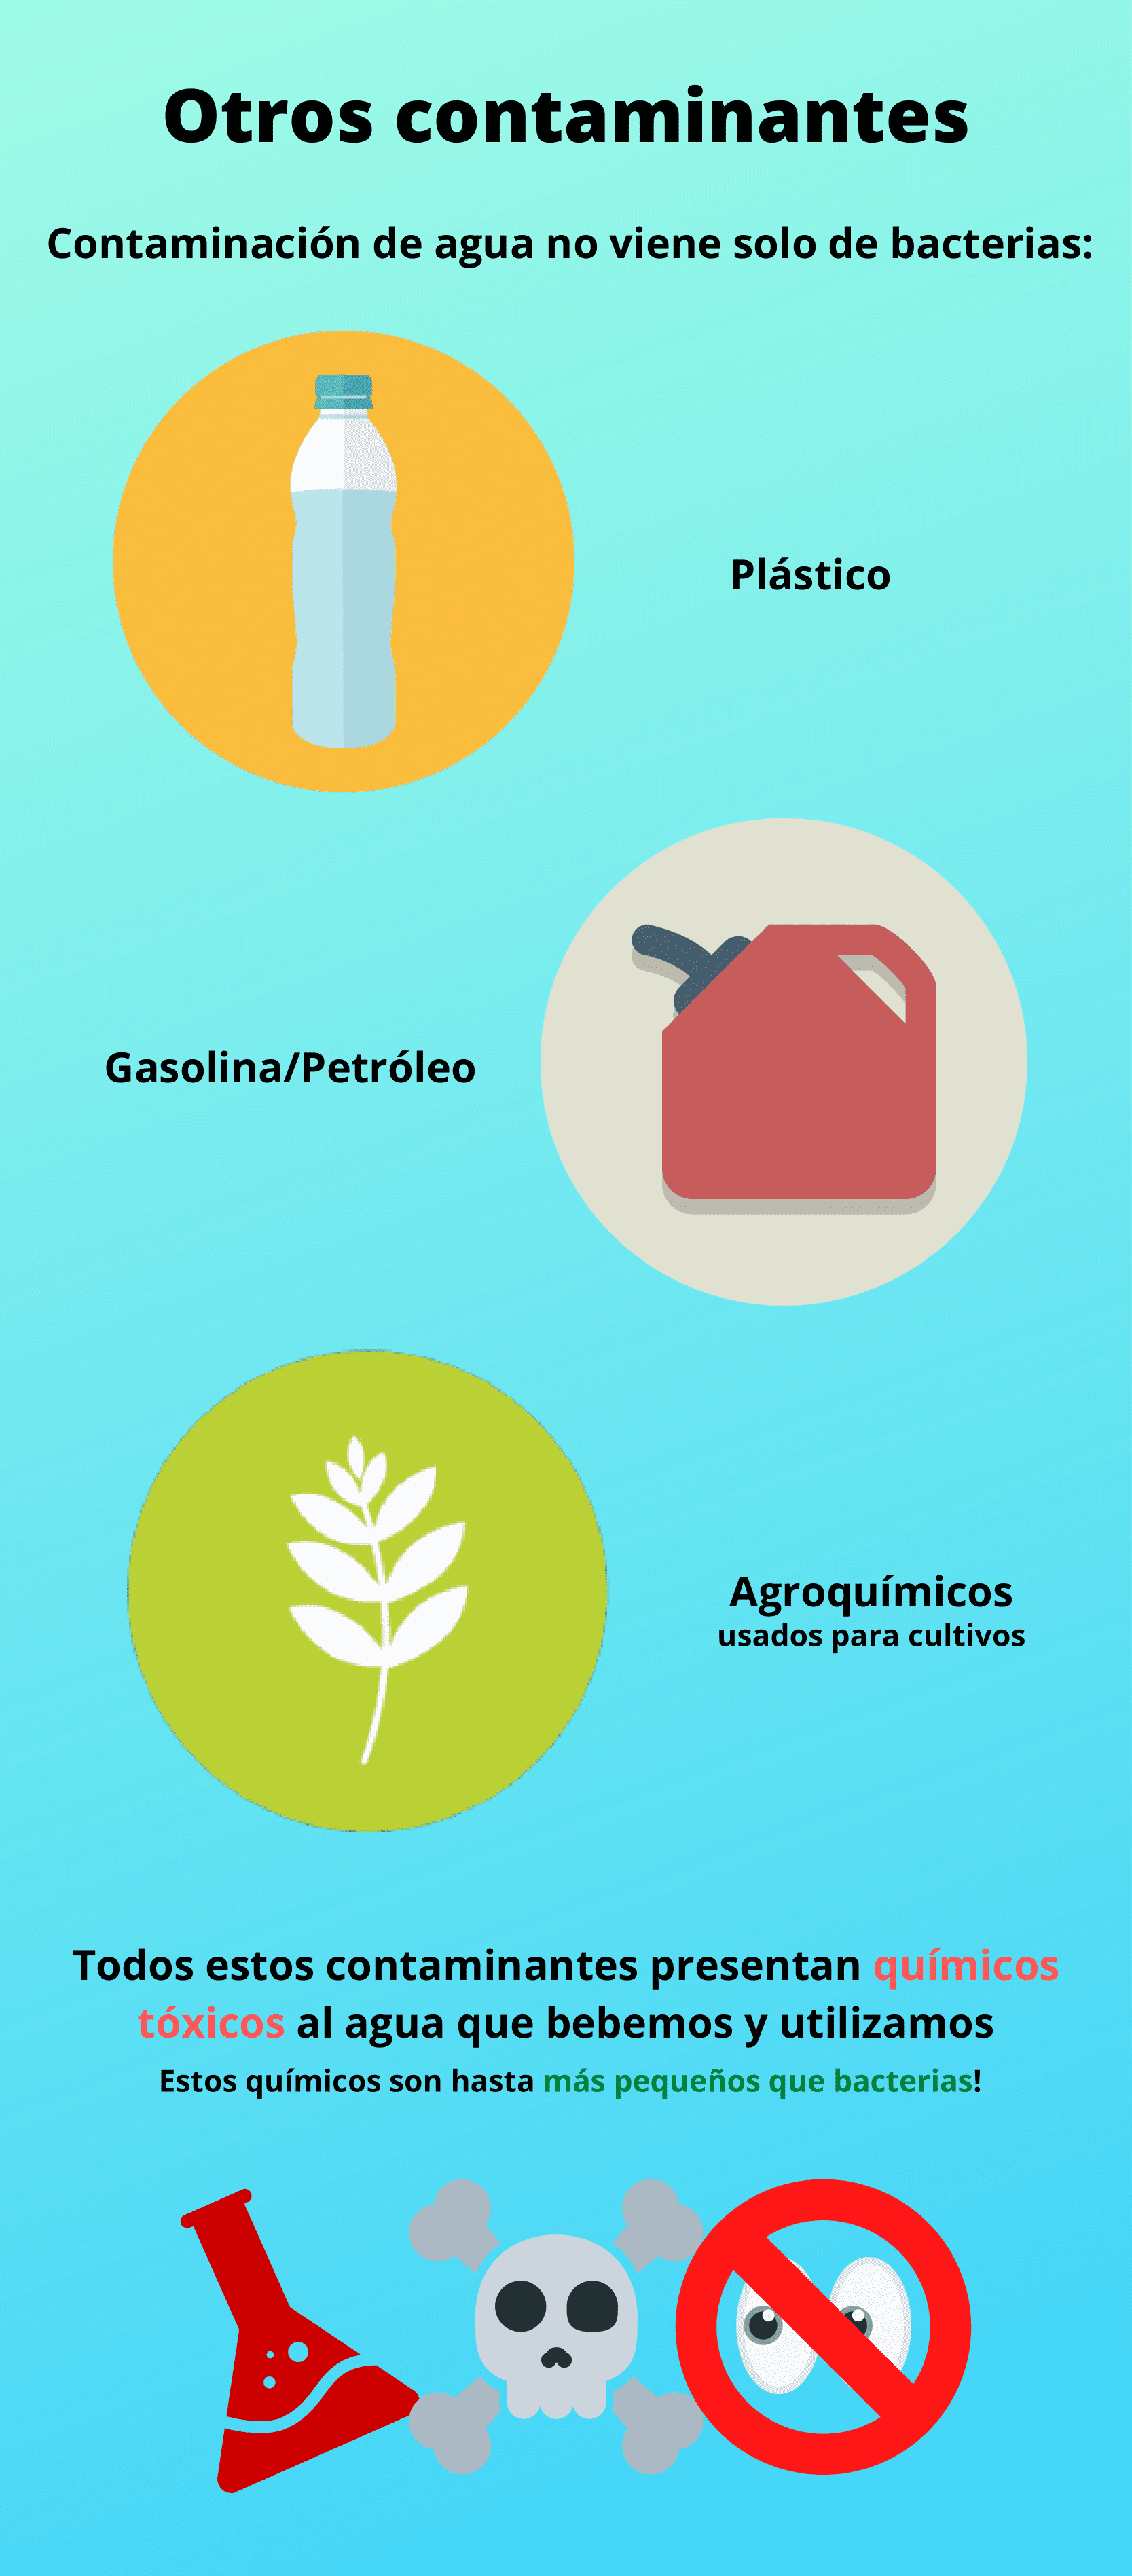 Otros contaminantes
Contaminación de agua no viene solo de bacterias:
Plástico
Gasolina/Petróleo
Agroquímicos
usados para cultivos
Todos estos contaminantes presentan químicos
tóxicos al agua que bebemos y utilizamos
Estos químicos son hasta más pequeños que bacterias!